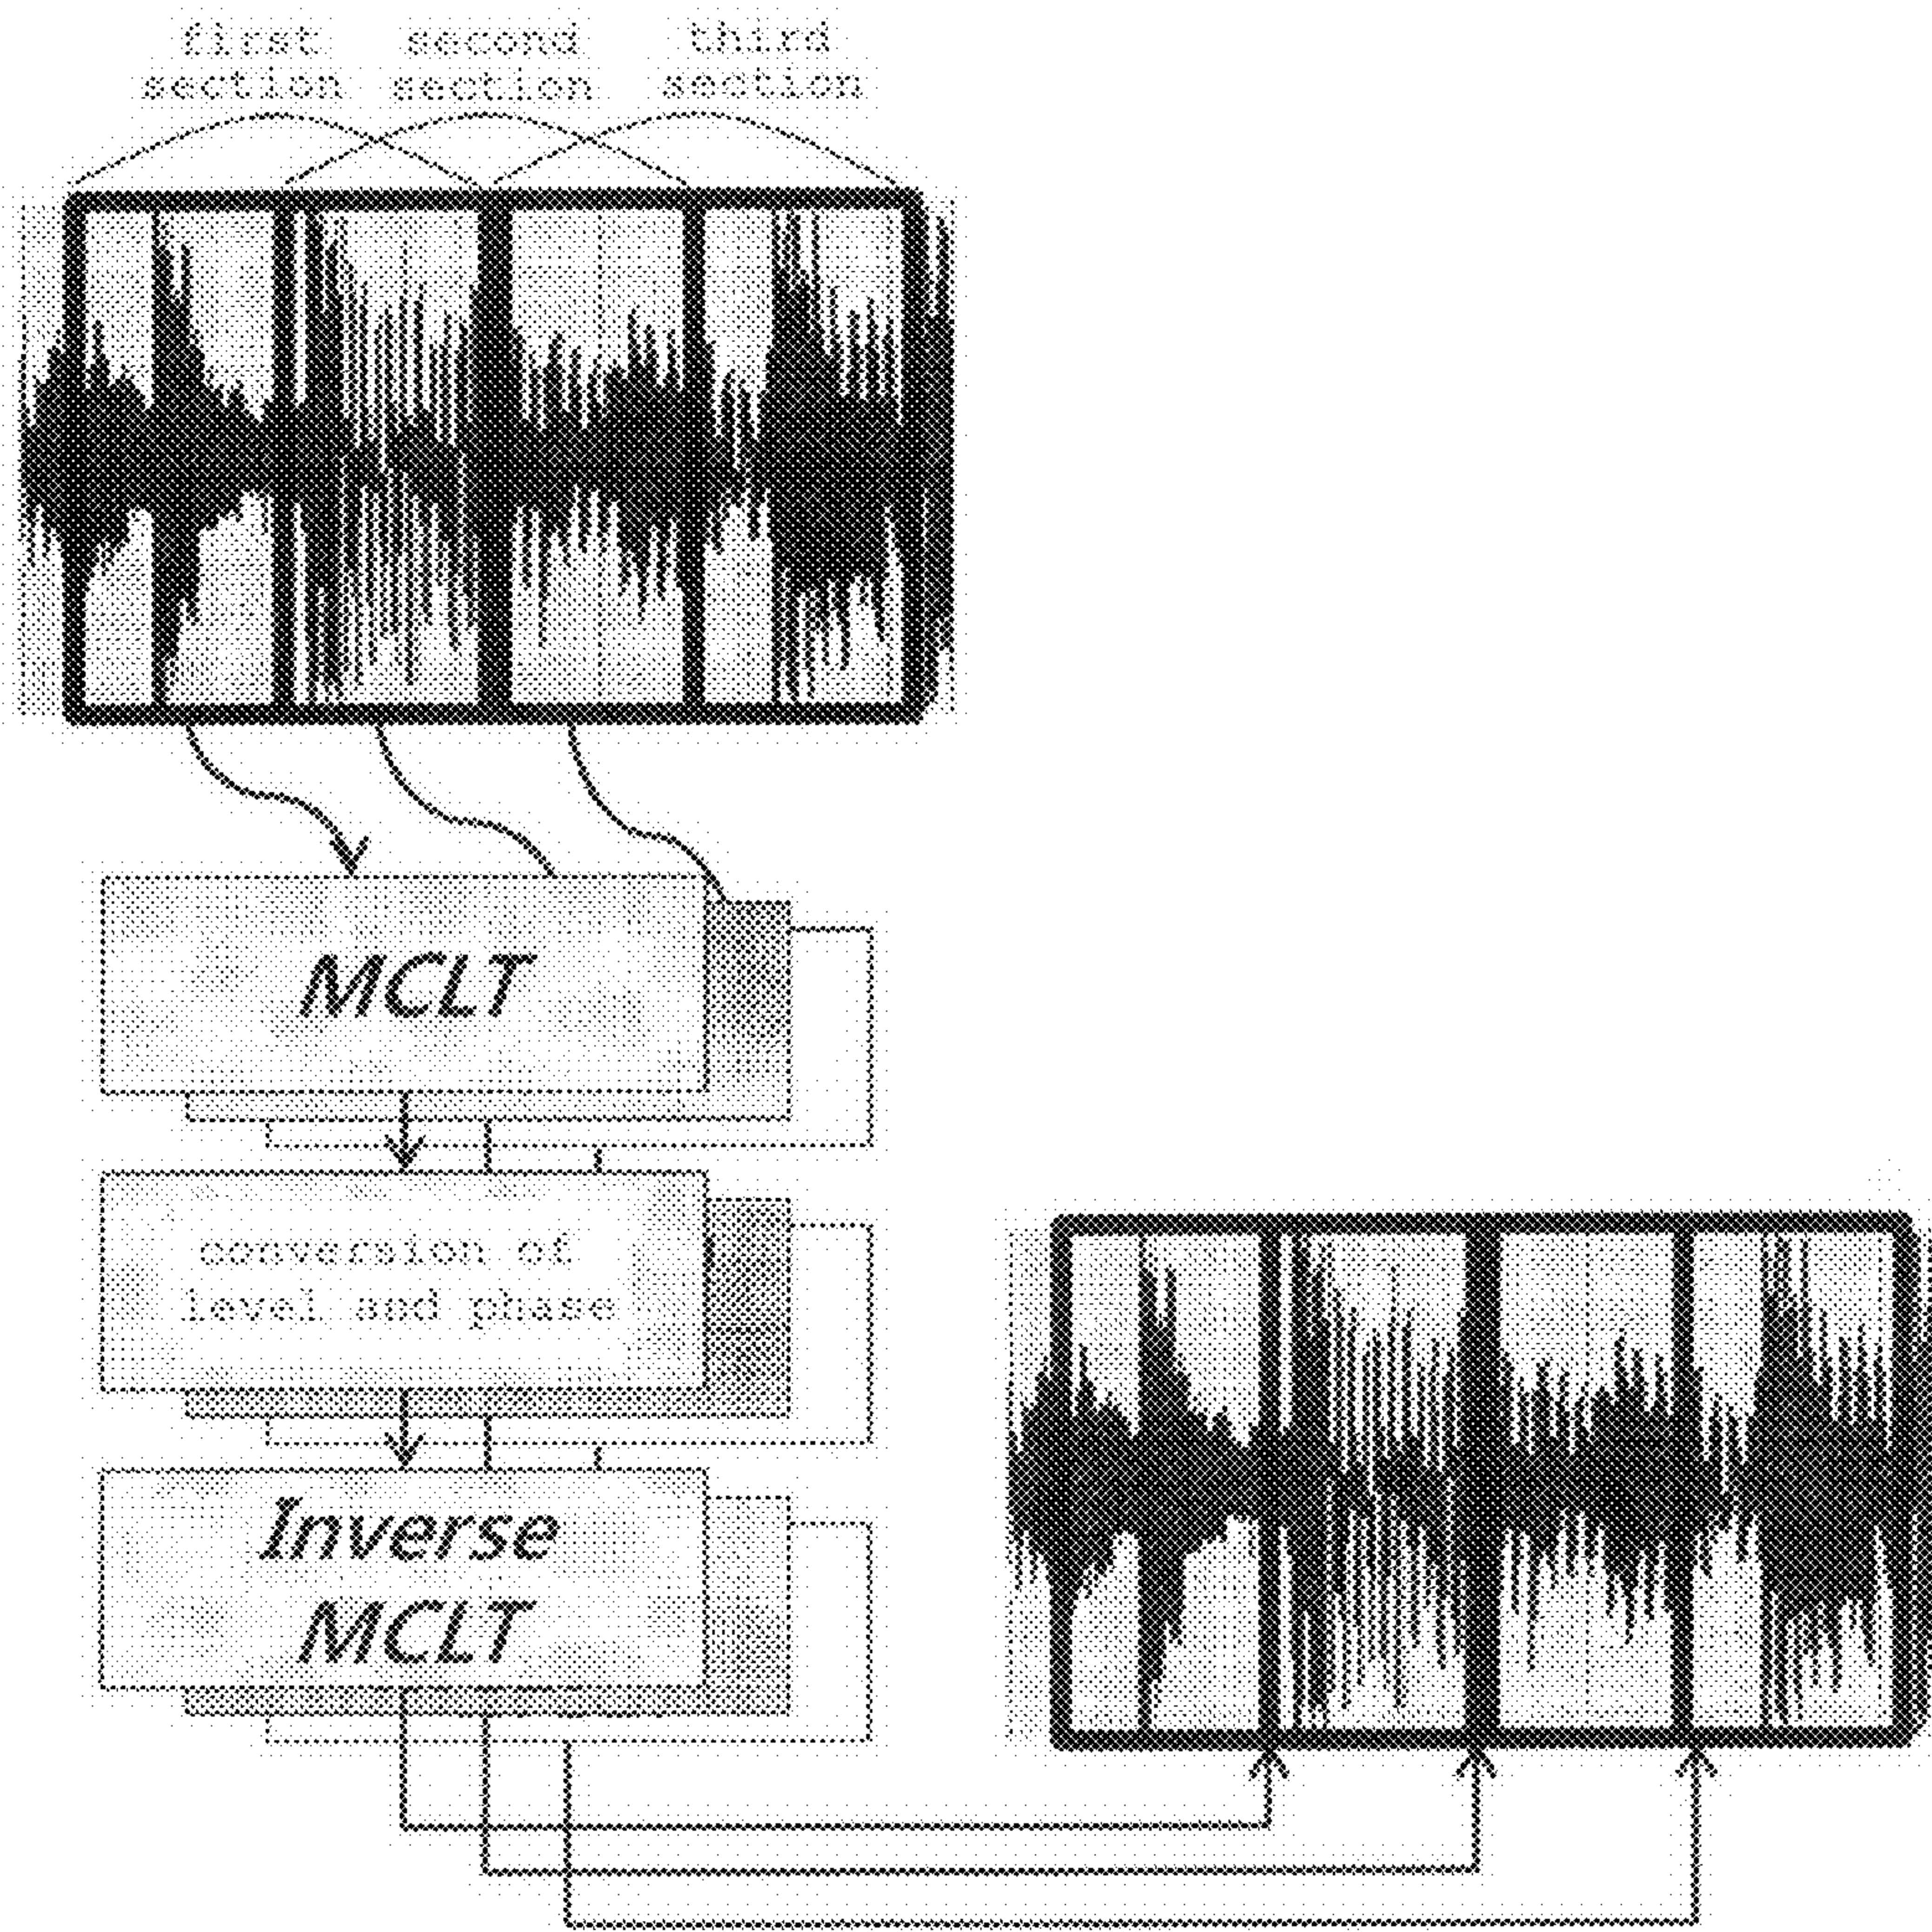 first second third
section section section
MCLT
conversion of
level and phase
Inverse
MCLT